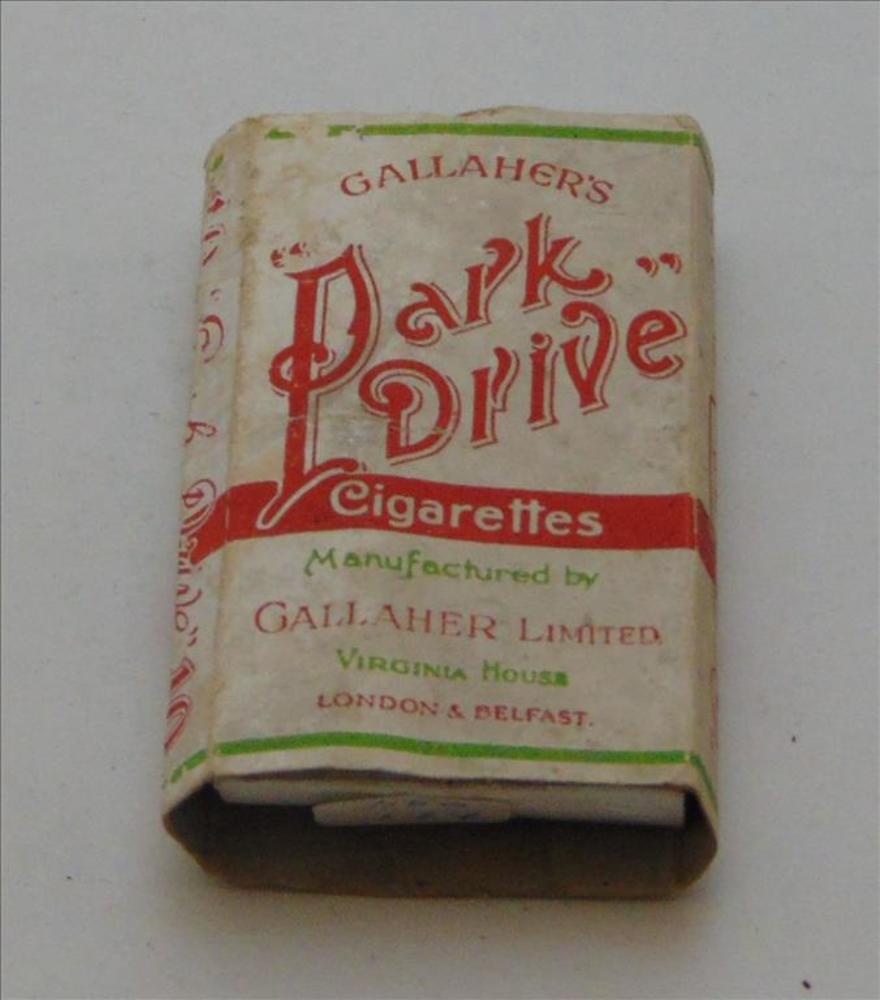 GALLAHER'S
"Park
Drive"
Cigarettes
Manufactured by
GALLAHER LIMITED,
VIRGINIA HOUSE
LONDON & BELFAST.